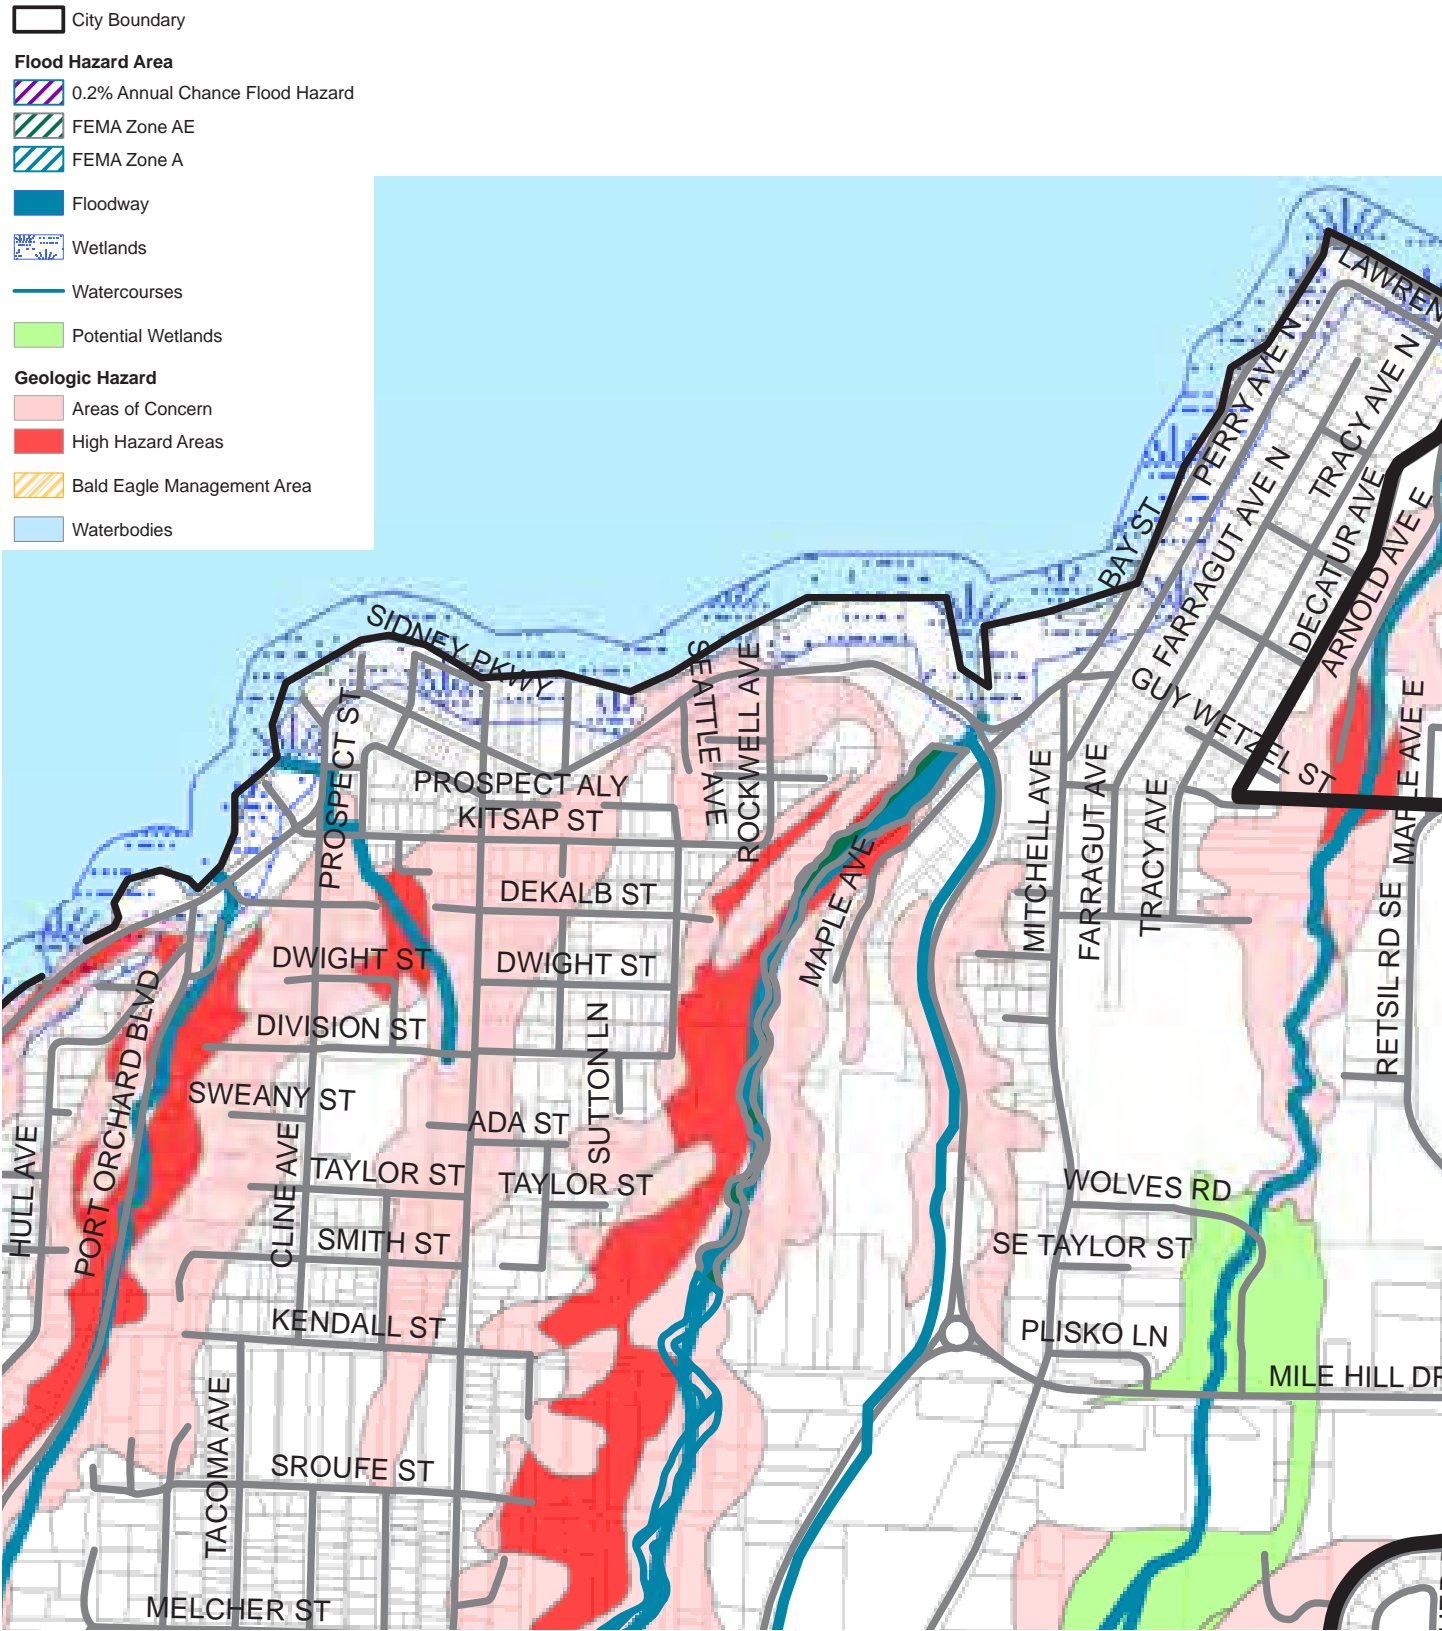 City Boundary
Flood Hazard Area
0.2% Annual Chance Flood Hazard
FEMA Zone AE
FEMA Zone A
Floodway
Wetlands
Watercourses
Potential Wetlands
Geologic Hazard
Areas of Concern
High Hazard Areas
Bald Eagle Management Area
Waterbodies
LAWREN
PERRY AVE N
TRACY AVE N
FARRAGUT AVE N
DECATUR AVE
ARNOLD AVE E
BAY ST
GUY WETZEL ST
SIDNEY PKWY
SEATTLE AVE
ROCKWELL AVE
PROSPECT ST
PROSPECT ALY
KITSAP ST
DEKALB ST
DWIGHT ST
DWIGHT ST
DIVISION ST
SWEANY ST
ADA ST
SUTTON LN
TAYLOR ST
TAYLOR ST
SMITH ST
KENDALL ST
SROUFE ST
MELCHER ST
TACOMA AVE
CLINE AVE
HULL AVE
PORT ORCHARD BLVD
MAPLE AVE
MITCHELL AVE
FARRAGUT AVE
TRACY AVE
MAPLE AVE E
RETSIL RD SE
WOLVES RD
SE TAYLOR ST
PLISKO LN
MILE HILL DR